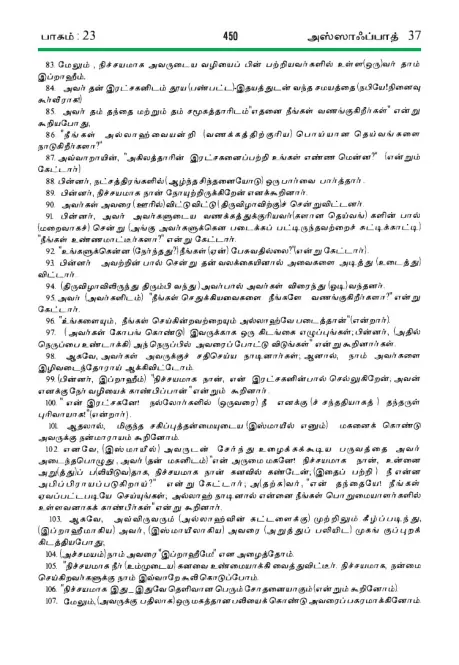 பாகம் : 23 450 அஸ்ஸாஃப்பாத் 37
83. மேலும் , நிச்சயமாக அவருடைய வழியைப் பின் பற்றியவர்களில் உள்ள(ஒரு)வர் தாம்
இப்றாஹீம்.
84. அவர் தன் இரட்சகனிடம் தூய (பண்பட்ட)-இதயத்துடன் வந்த சமயத்தை (நபியே!நினைவு
கூர்வீராக!)
85. அவர் தம் தந்தை மற்றும் தம் சமூகத்தாரிடம்"எதனை நீங்கள் வணங்குகிறீர்கள்" என்று
கூறியபோது,
86. "நீங்கள் அல்லாஹ்வையன்றி (வணக்கத்திற்குரிய) பொய்யான தெய்வங்களை
நாடுகிறீர்களா?"
87. அவ்வாறாயின், "அகிலத்தாரின் இரட்சகனைப்பற்றி உங்கள் எண்ண மென்ன?" (என்றும்
கேட்டார்)
88. பின்னர், நட்சத்திரங்களில் (ஆழ்ந்த சிந்தனையோடு) ஒரு பார்வை பார்த்தார்.
89. பின்னர், நிச்சயமாக நான் நோயுற்றிருக்கிறேன் எனக்கூறினார்.
90. அவர்கள் அவரை (ஊரில்) விட்டு விட்டு (திருவிழாவிற்குச்) சென்று விட்டனர்.
91. பின்னர், அவர் அவர்களுடைய வணக்கத்துக்குரியவர்(களான தெய்வங்) களின் பால்
(மறைவாகச்) சென்று (அங்கு அவர்களுக்கென படைக்கப் பட்டிருந்தவற்றைச் சுட்டிக்காட்டி)
"நீங்கள் உண்ணமாட்டீர்களா?" என்று கேட்டார்.
92. "உங்களுக்கென்ன (நேர்ந்தது?) நீங்கள் (ஏன்) பேசுவதில்லை?(என்று கேட்டார்).
93. பின்னர் அவற்றின் பால் சென்று தன் வலக்கையினால் அவைகளை அடித்து (உடைத்து)
விட்டார்.
94. (திருவிழாவிலிருந்து திரும்பி வந்து) அவர்பால் அவர்கள் விரைந்து (ஓடி) வந்தனர்.
95. அவர் (அவர்களிடம்) "நீங்கள் செதுக்கியவைகளை நீங்களே வணங்குகிறீர்களா?" என்று
கேட்டார்.
96. "உங்களையும், நீங்கள் செய்கின்றவற்றையும் அல்லாஹ்வே படைத்தான்" (என்றார்).
97. ( அவர்கள் கோபங் கொண்டு) இவருக்காக ஒரு கிடங்கை எழுப்புங்கள்; பின்னர், (அதில்
நெருப்பை உண்டாக்கி) அந் நெருப்பில் அவரைப்போட்டு விடுங்கள்" என்று கூறினார்கள்.
98. ஆகவே, அவர்கள் அவருக்குச் சதிசெய்ய நாடினார்கள்; ஆனால், நாம் அவர்களை
இழிவடைந்தோராய் ஆக்கிவிட்டோம்.
99. (பின்னர், இப்றாஹீம்) "நிச்சயமாக நான், என் இரட்சகனின்பால் செல்லுகிறேன்; அவன்
எனக்கு நேர் வழியைக் காண்பிப்பான்" என்றும் கூறினார்.
100. " என் இரட்சகனே! நல்லோர்களில் (ஒருவரை) நீ எனக்கு (ச் சந்ததியாகத் ) தந்தருள்
புரிவாயாக!"(என்றார்).
101. ஆதலால், மிகுந்த சகிப்புத்தன்மையுடைய (இஸ்மாயீல் எனும்) மகனைக் கொண்டு
அவருக்கு நன்மாராயம் கூறினோம்.
102. எனவே, (இஸ்மாயீல்) அவருடன் சேர்ந்து உழைக்கக்கூடிய பருவத்தை அவர்
அடைந்தபொழுது , அவர் (தன் மகனிடம்) "என் அருமை மகனே! நிச்சயமாக நான், உன்னை
அறு(த்து)ப் பலியிடுவ(தாக, நிச்சயமாக நான் கனவில் கண்டேன்; (இதைப் பற்றி ) நீ என்ன
அபிப்பிராயப்படுகிறாய்?" என்று கேட்டார் ; அ(தற்க)வர், "என் தந்தையே! நீங்கள்
ஏவப்பட்டபடியே செய்யுங்கள்; அல்லாஹ் நாடினால் என்னை நீங்கள் பொறுமையாளர்களில்
உள்ளவனாகக் காண்பீர்கள்" என்று கூறினார்.
103. ஆகவே, அவ்விருவரும் (அல்லாஹ்வின் கட்டளைக்கு) முற்றிலும் கீழ்ப்படிந்து,
(இப்றாஹீமாகிய) அவர், (இஸ்மாயீலாகிய) அவரை (அறுத்துப் பலியிட) முகங் குப்புறக்
கிடத்தியபோது,
104. (அச்சமயம்) நாம் அவரை "இப்றாஹீமே!" என அழைத்தோம்.
105. "நிச்சயமாக நீர் (உம்முடைய) கனவை உண்மையாக்கி வைத்துவிட்டீர். நிச்சயமாக, நன்மை
செய்கிறவர்களுக்கு நாம் இவ்வாறே கூலி கொடுப்போம்.
106. "நிச்சயமாக இது_ இதுவே தெளிவான பெரும் சோதனையாகும்"(என்றும் கூறினோம்).
107. மேலும், (அவருக்கு பதிலாக) ஒரு மகத்தான பலியைக் கொண்டு அவரைப் பகரமாக்கினோம்.